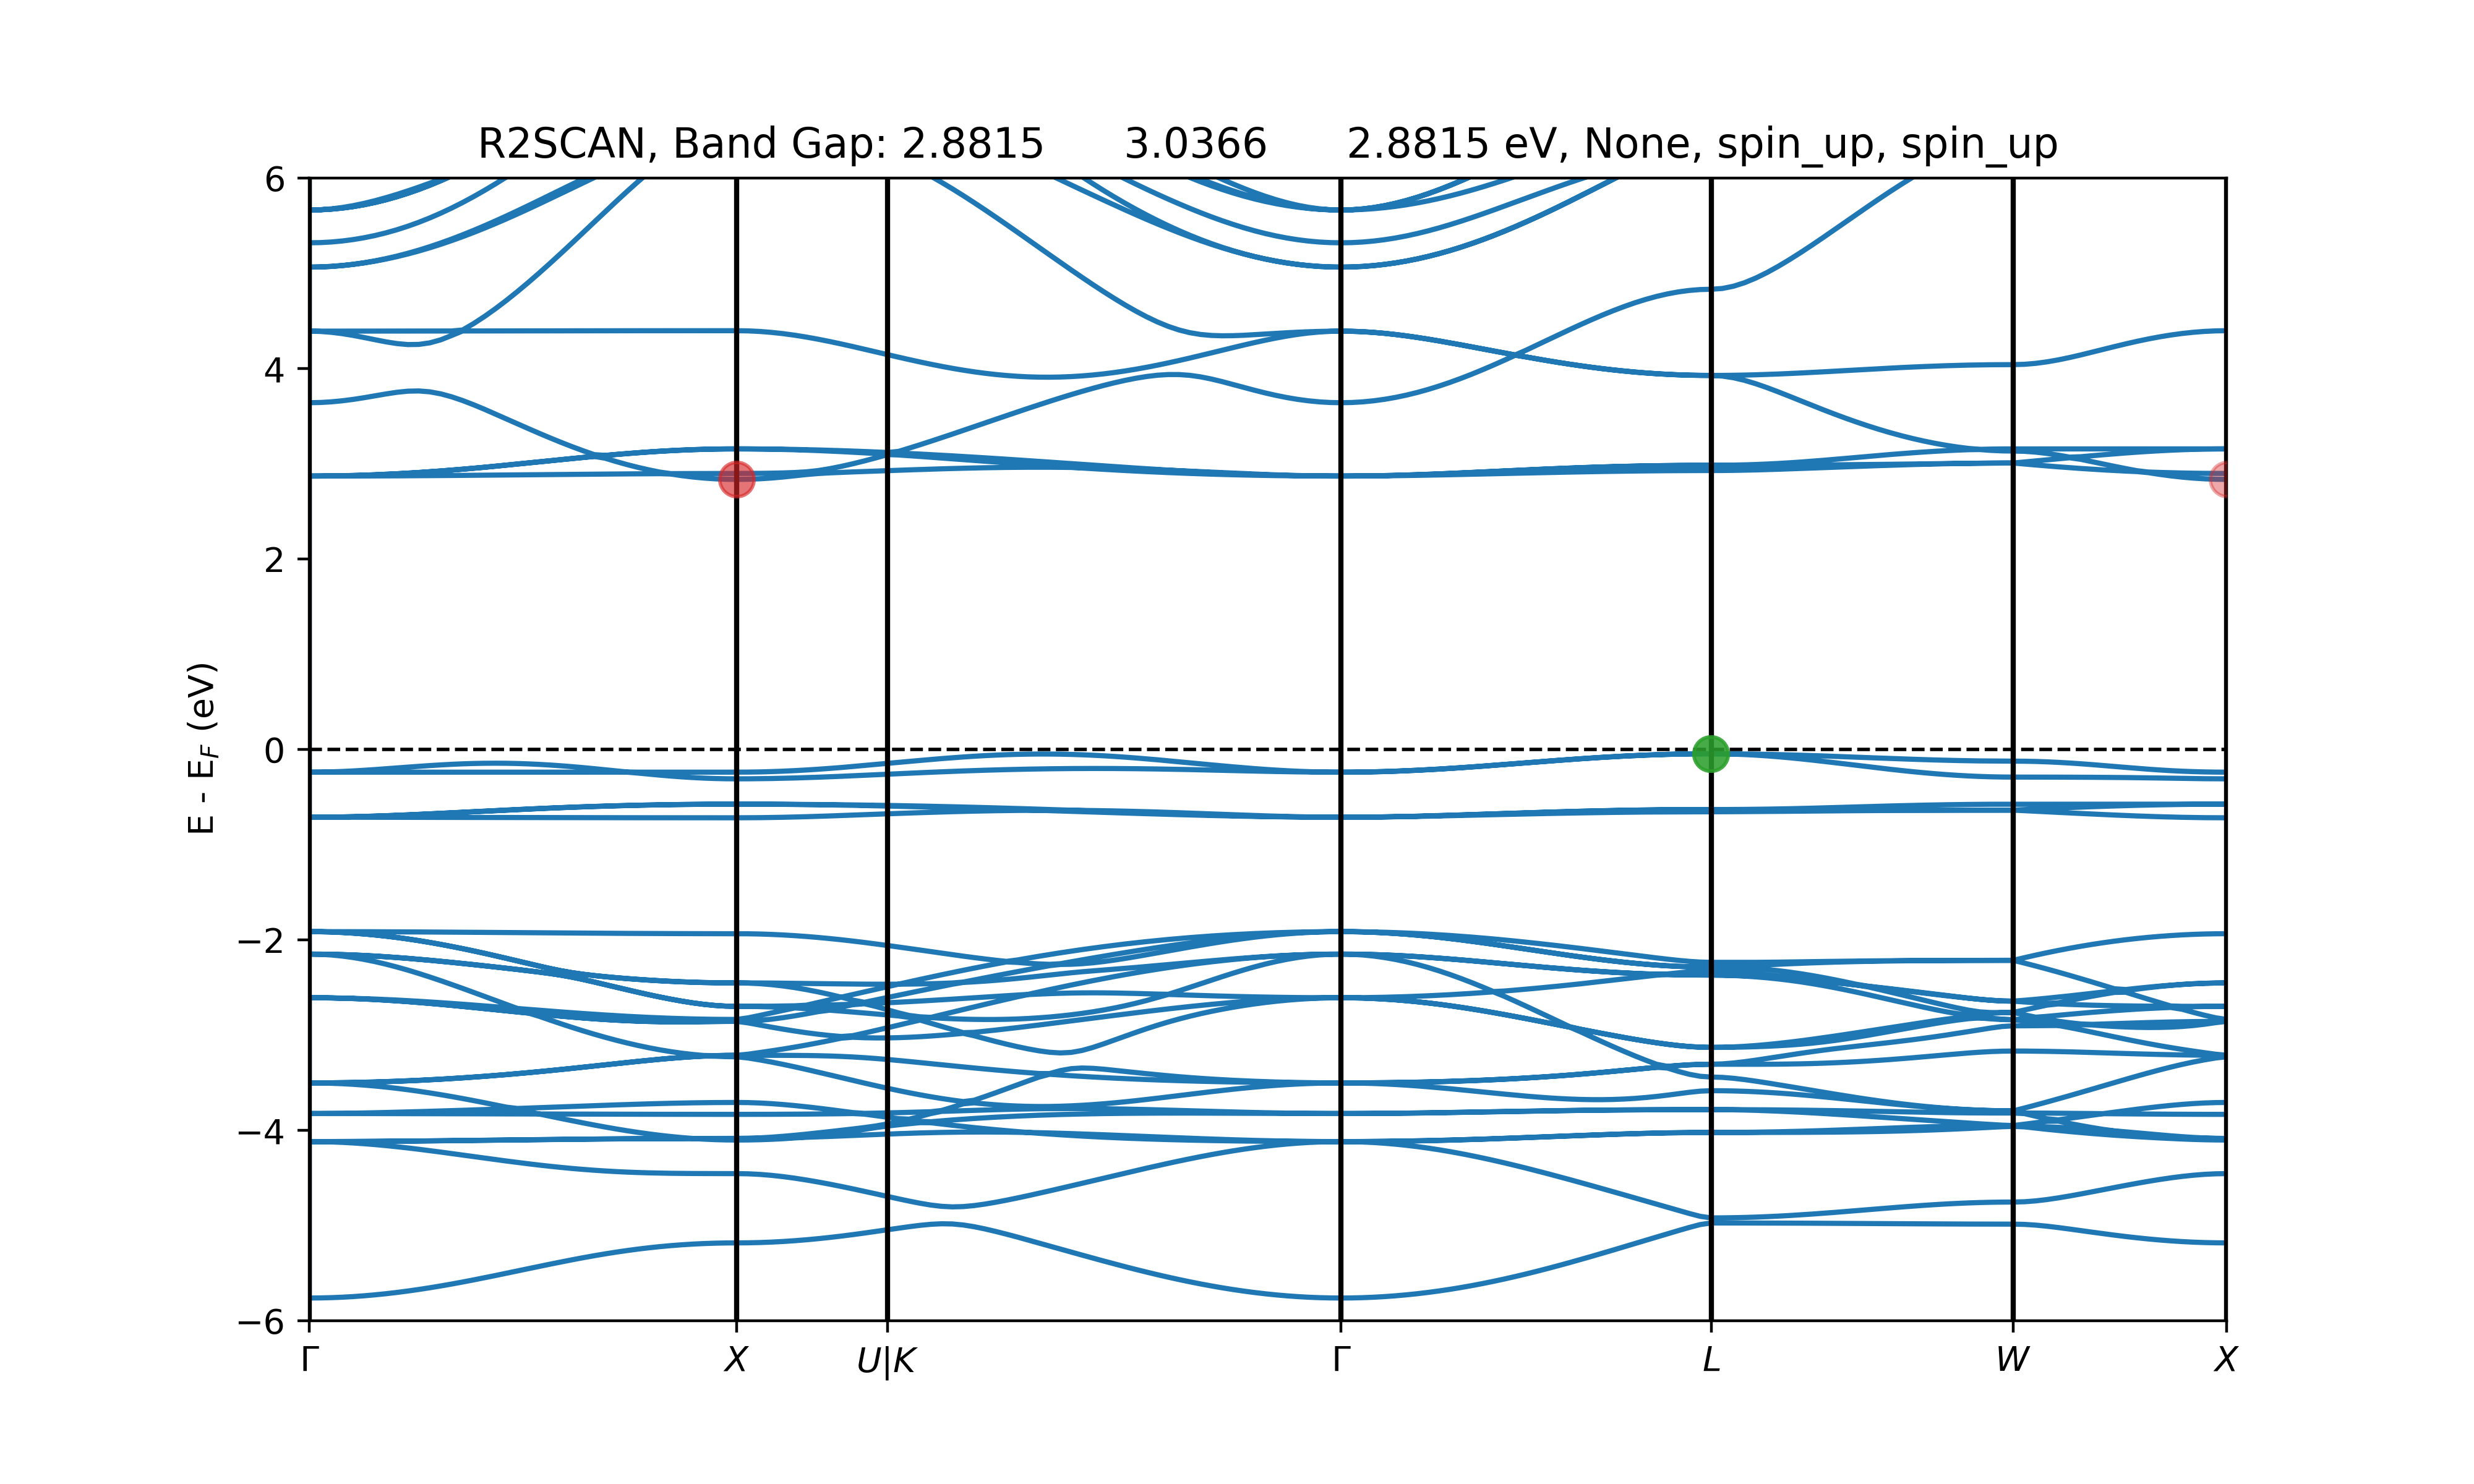 R2SCAN, Band Gap: 2.8815 3.0366 2.8815 eV, None, spin_up, spin_up
6
4
2
0
−2
−4
−6
E - E_F (eV)
Γ X U|K Γ L W X